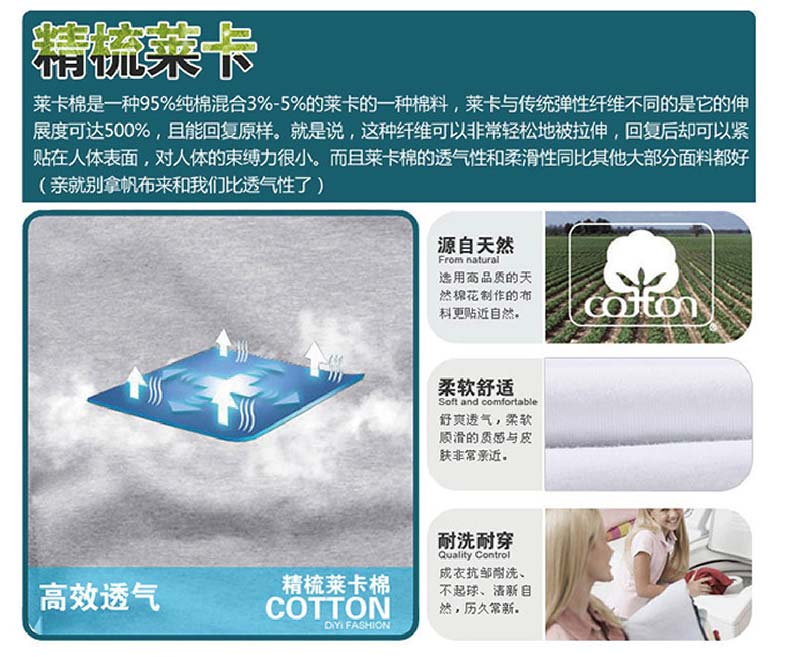 精梳莱卡
莱卡棉是一种95%纯棉混合3%-5%的莱卡的一种棉料，莱卡与传统弹性纤维不同的是它的伸
展度可达500%，且能回复原样。就是说，这种纤维可以非常轻松地被拉伸，回复后却可以紧
贴在人体表面，对人体的束缚力很小。而且莱卡棉的透气性和柔滑性同比其他大部分面料都好
（亲就别拿帆布来和我们比透气性了）
高效透气
精梳莱卡棉
COTTON
DiYi FASHION
源自天然
From natural
选用高品质的天
然棉花制作的布
料更贴近自然。
cotton
®
柔软舒适
Soft and comfortable
舒爽透气，柔软
顺滑的质感与皮
肤非常亲近。
耐洗耐穿
Quality Control
成衣抗邹耐洗、
不起球、清新自
然，历久常新。